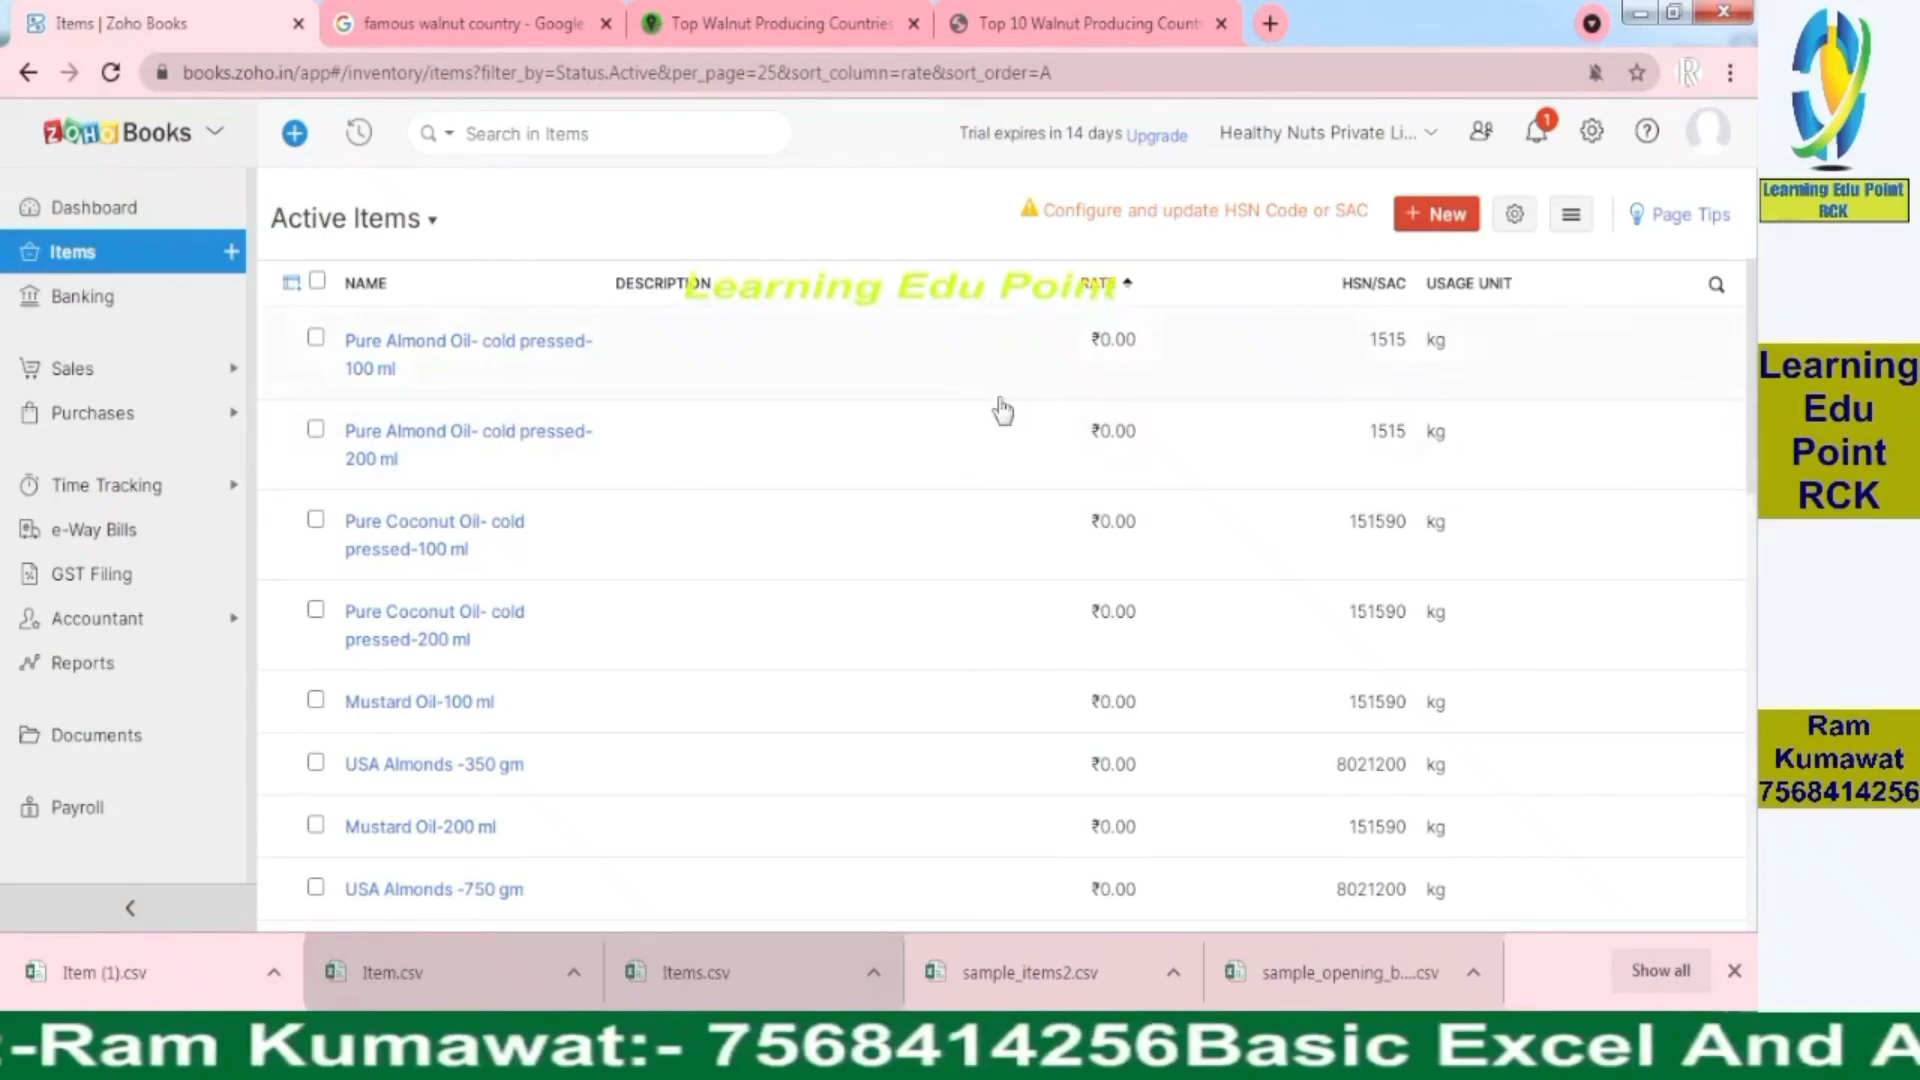 Items | Zoho Books
famous walnut country - Google
Top Walnut Producing Countries
Top 10 Walnut Producing Count
books.zoho.in/app#/inventory/items?filter_by=Status.Active&per_page=25&sort_column=rate&sort_order=A
ZOHO Books
Search in Items
Trial expires in 14 days Upgrade
Healthy Nuts Private Li...
1
Learning Edu Point
RCK
Dashboard
Items
Banking
Sales
Purchases
Time Tracking
e-Way Bills
GST Filing
Accountant
Reports
Documents
Payroll
Active Items
Configure and update HSN Code or SAC
+ New
Page Tips
NAME DESCRIPTION RATE HSN/SAC USAGE UNIT
Learning Edu Point
Pure Almond Oil- cold pressed- ₹0.00 1515 kg
100 ml
Pure Almond Oil- cold pressed- ₹0.00 1515 kg
200 ml
Pure Coconut Oil- cold ₹0.00 151590 kg
pressed-100 ml
Pure Coconut Oil- cold ₹0.00 151590 kg
pressed-200 ml
Mustard Oil-100 ml ₹0.00 151590 kg
USA Almonds -350 gm ₹0.00 8021200 kg
Mustard Oil-200 ml ₹0.00 151590 kg
USA Almonds -750 gm ₹0.00 8021200 kg
Learning
Edu
Point
RCK
Ram
Kumawat
7568414256
Item (1).csv
Item.csv
Items.csv
sample_items2.csv
sample_opening_b....csv
Show all
:-Ram Kumawat:- 7568414256Basic Excel And A